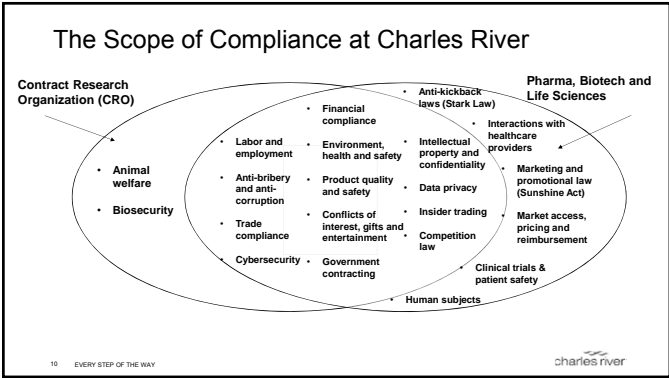 The Scope of Compliance at Charles River
Contract Research
Organization (CRO)
Pharma, Biotech and
Life Sciences
• Animal
welfare
• Biosecurity
• Labor and
employment
• Anti-bribery
and anti-
corruption
• Trade
compliance
• Cybersecurity
• Financial
compliance
• Environment,
health and safety
• Product quality
and safety
• Conflicts of
interest, gifts and
entertainment
• Government
contracting
• Anti-kickback
laws (Stark Law)
• Intellectual
property and
confidentiality
• Data privacy
• Insider trading
• Competition
law
• Human subjects
• Interactions with
healthcare
providers
• Marketing and
promotional law
(Sunshine Act)
• Market access,
pricing and
reimbursement
• Clinical trials &
patient safety
10 EVERY STEP OF THE WAY
charles river